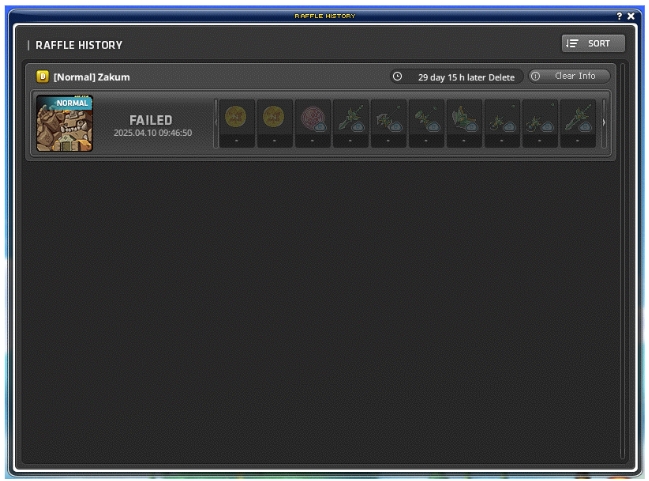 RAFFLE HISTORY
? X
RAFFLE HISTORY
SORT
D [Normal] Zakum
29 day 15 h later Delete
Clear Info
NORMAL
FAILED
2025.04.10 09:46:50
- - - - - - - - - -